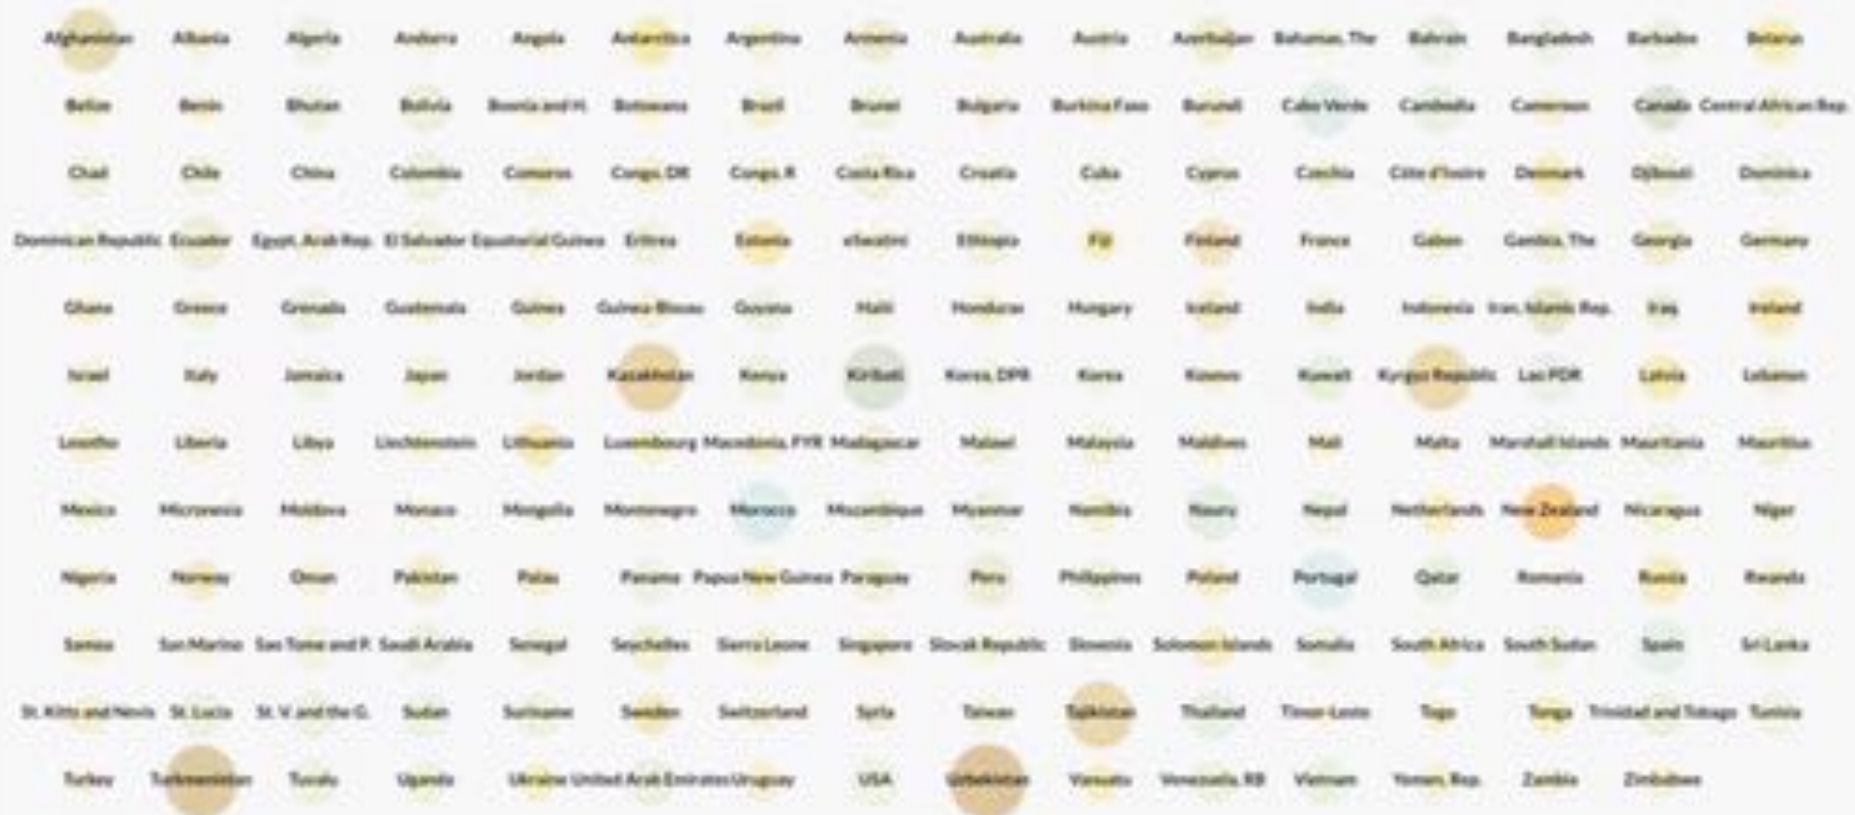 Afghanistan Albania Algeria Andorra Angola Antarctica Argentina Armenia Australia Austria Azerbaijan Bahamas, The Bahrain Bangladesh Barbados Belarus
Belize Benin Bhutan Bolivia Bosnia and H. Botswana Brazil Brunei Bulgaria Burkina Faso Burundi Cabo Verde Cambodia Cameroon Canada Central African Rep.
Chad Chile China Colombia Comoros Congo, DR Congo, R Costa Rica Croatia Cuba Cyprus Czechia Côte d'Ivoire Denmark Djibouti Dominica
Dominican Republic Ecuador Egypt, Arab Rep. El Salvador Equatorial Guinea Eritrea Estonia eSwatini Ethiopia Fiji Finland France Gabon Gambia, The Georgia Germany
Ghana Greece Grenada Guatemala Guinea Guinea-Bissau Guyana Haiti Honduras Hungary Iceland India Indonesia Iran, Islamic Rep. Iraq Ireland
Israel Italy Jamaica Japan Jordan Kazakhstan Kenya Kiribati Korea, DPR Korea Kosovo Kuwait Kyrgyz Republic Lao PDR Latvia Lebanon
Lesotho Liberia Libya Liechtenstein Lithuania Luxembourg Macedonia, FYR Madagascar Malawi Malaysia Maldives Mali Malta Marshall Islands Mauritania Mauritius
Mexico Micronesia Moldova Monaco Mongolia Montenegro Morocco Mozambique Myanmar Namibia Nauru Nepal Netherlands New Zealand Nicaragua Niger
Nigeria Norway Oman Pakistan Palau Panama Papua New Guinea Paraguay Peru Philippines Poland Portugal Qatar Romania Russia Rwanda
Samoa San Marino Sao Tome and P. Saudi Arabia Senegal Seychelles Sierra Leone Singapore Slovak Republic Slovenia Solomon Islands Somalia South Africa South Sudan Spain Sri Lanka
St. Kitts and Nevis St. Lucia St. V. and the G. Sudan Suriname Sweden Switzerland Syria Taiwan Tajikistan Thailand Timor-Leste Togo Tonga Trinidad and Tobago Tunisia
Turkey Turkmenistan Tuvalu Uganda Ukraine United Arab Emirates Uruguay USA Uzbekistan Vanuatu Venezuela, RB Vietnam Yemen, Rep. Zambia Zimbabwe